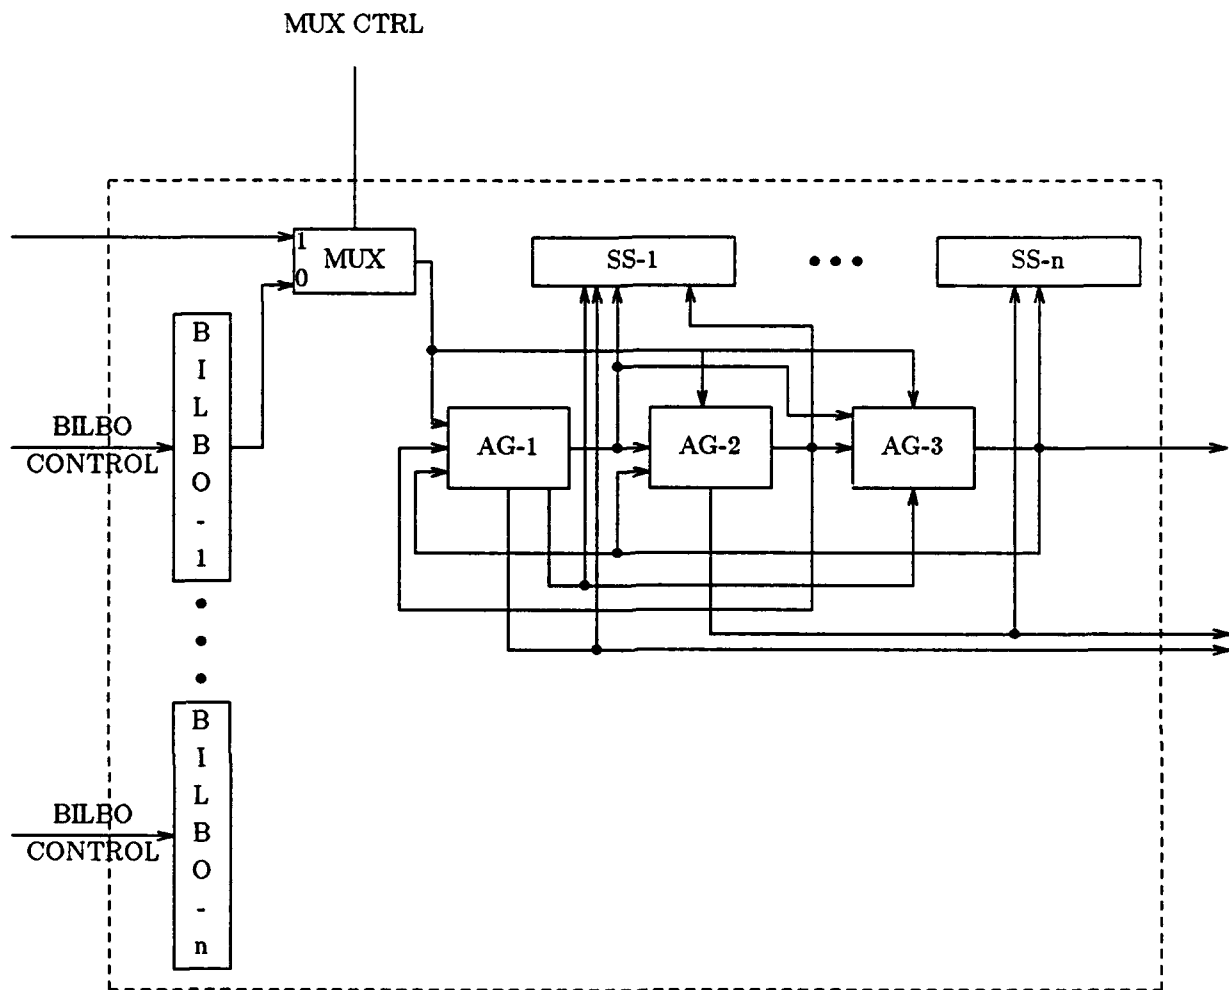 MUX CTRL
1
MUX
0
SS-1
SS-n
B
I
L
B
O
-
1
BILBO
CONTROL
AG-1
AG-2
AG-3
B
I
L
B
O
-
n
BILBO
CONTROL